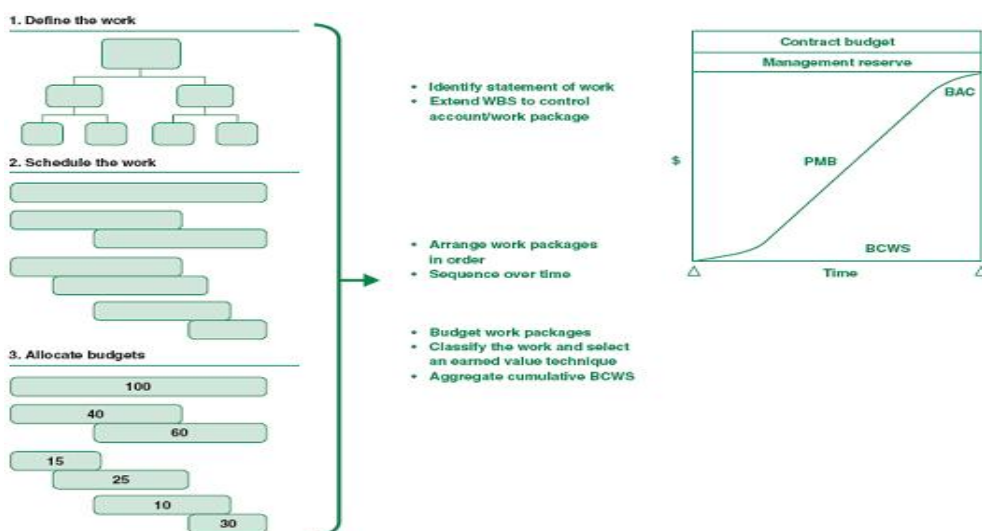 1. Define the work
2. Schedule the work
3. Allocate budgets
100
40
60
15
25
10
30
• Identify statement of work
• Extend WBS to control
account/work package
• Arrange work packages
in order
• Sequence over time
• Budget work packages
• Classify the work and select
an earned value technique
• Aggregate cumulative BCWS
Contract budget
Management reserve
BAC
$
PMB
BCWS
Time